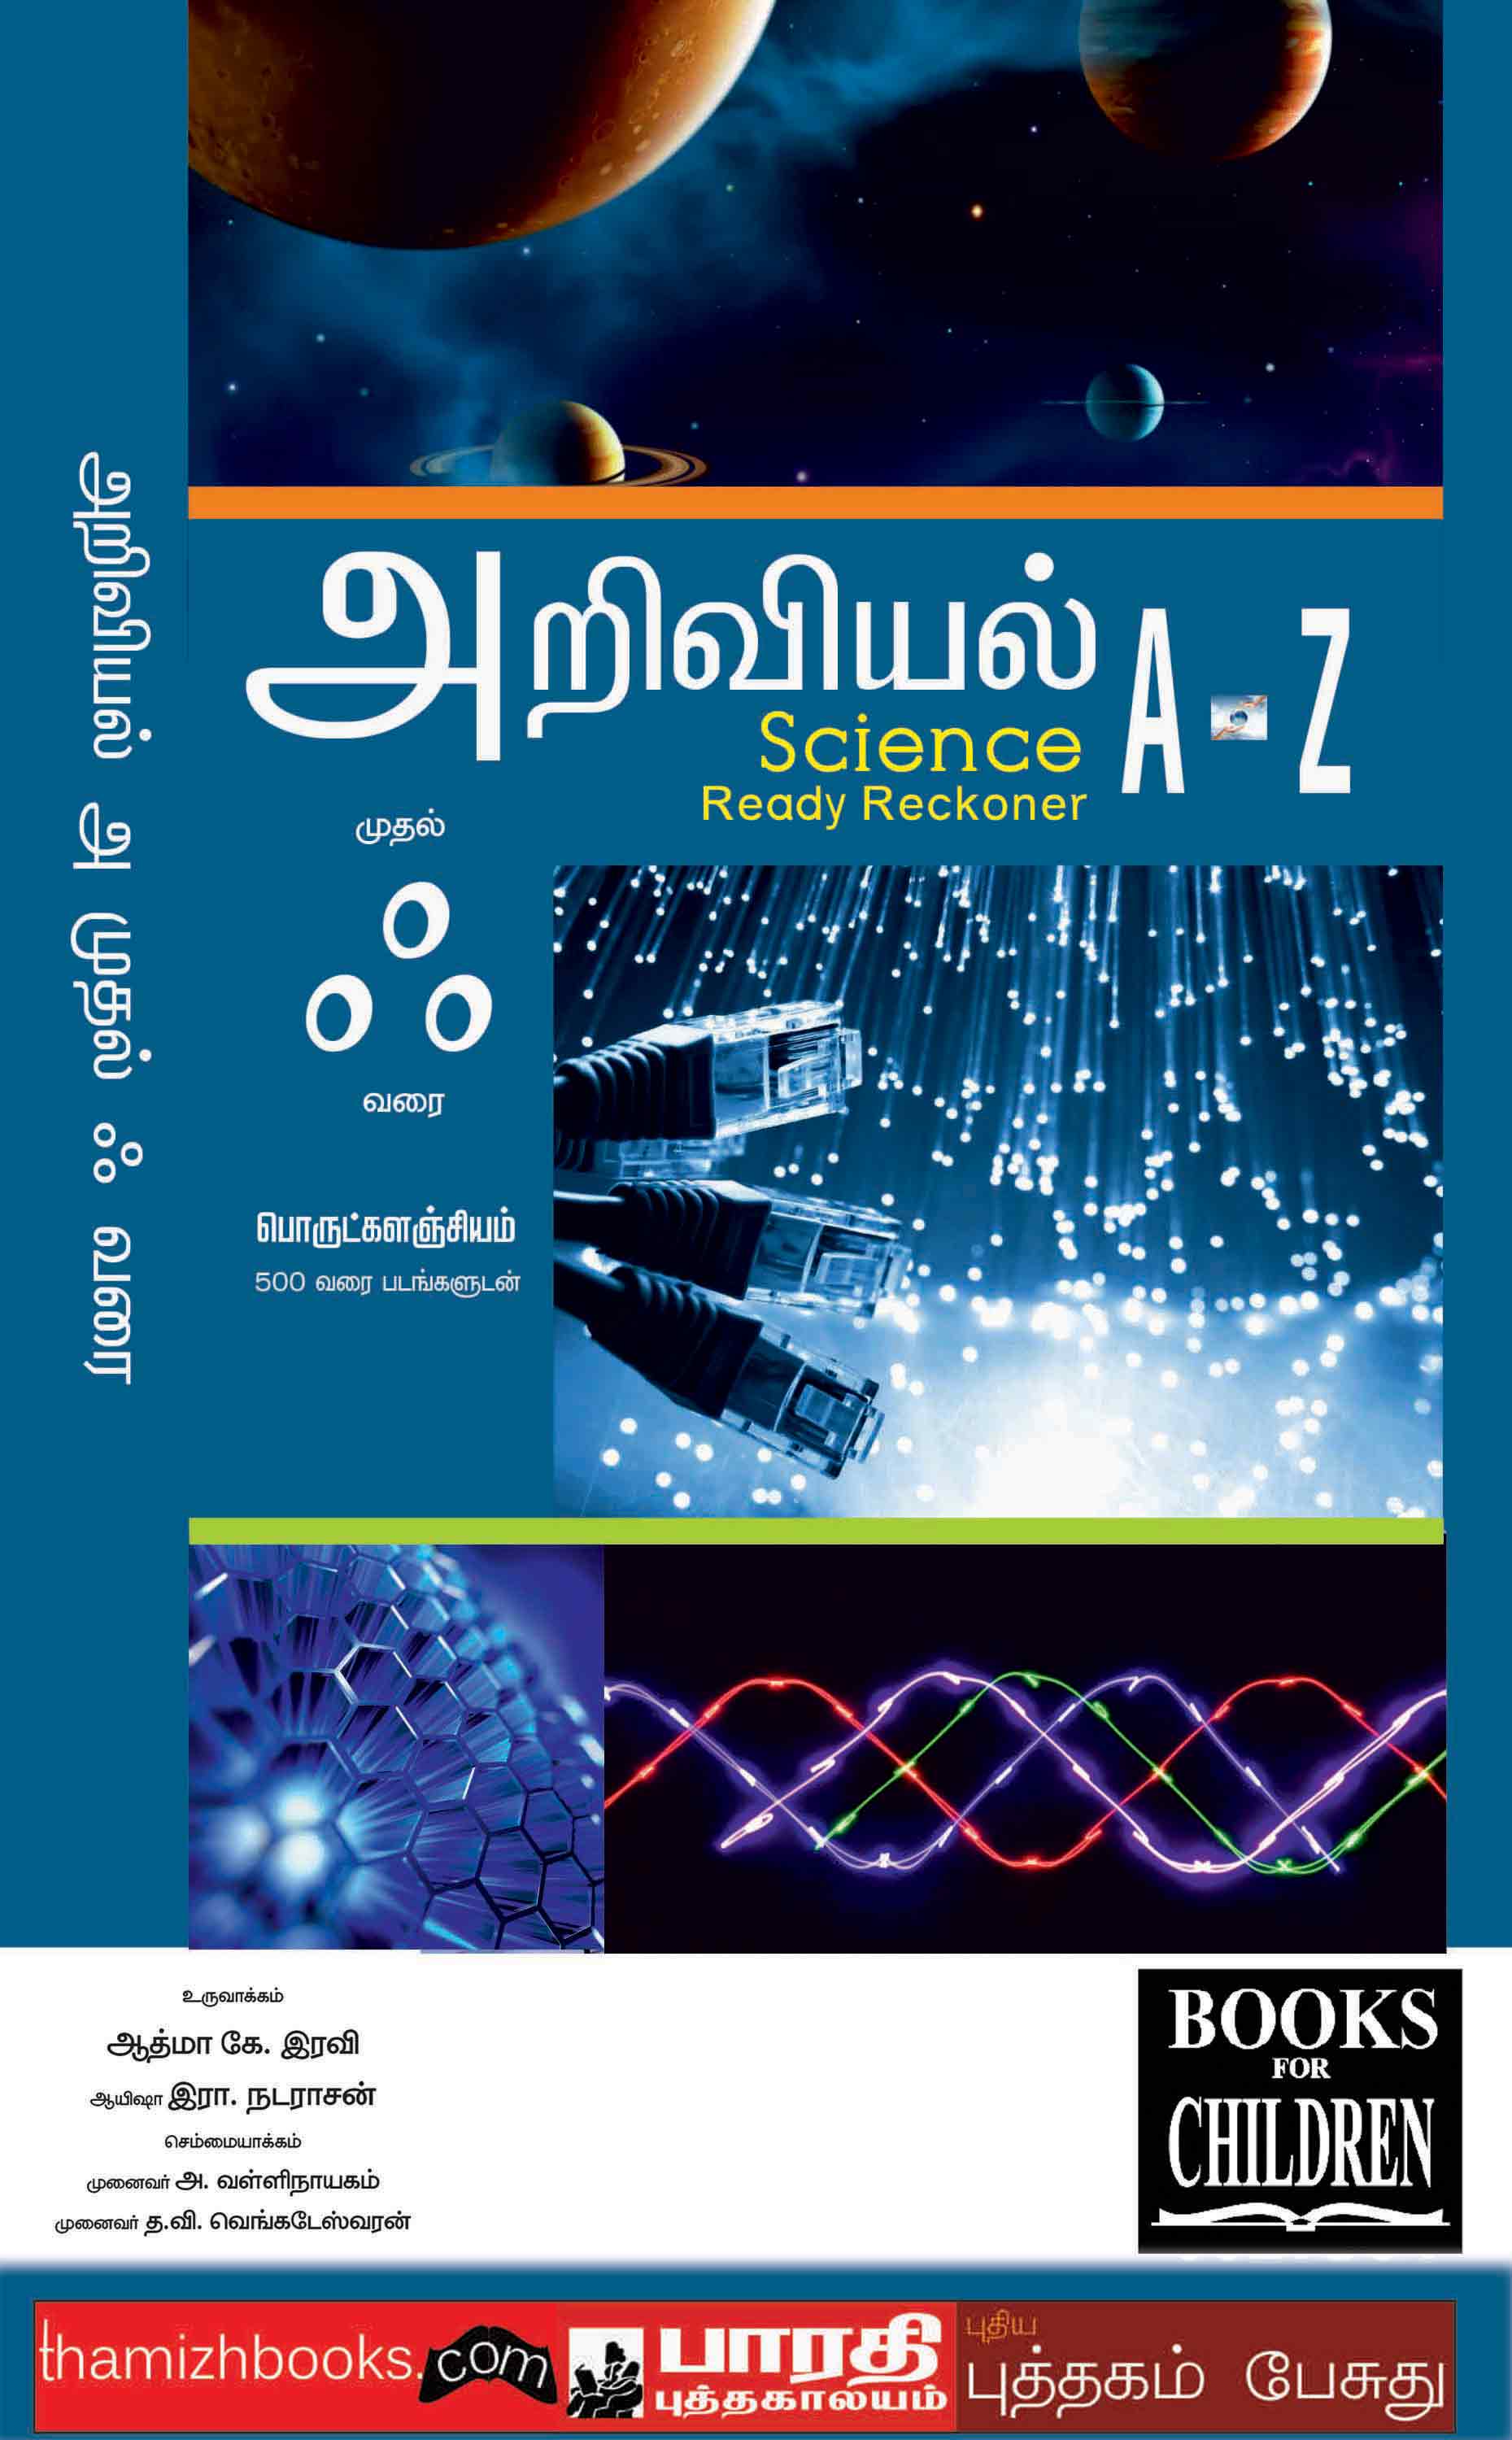 அறிவியல் அ முதல் ஃ வரை
அறிவியல்
A - Z
Science
Ready Reckoner
முதல்
ஃ
வரை
பொருட்களஞ்சியம்
500 வரை படங்களுடன்
உருவாக்கம்
ஆத்மா கே. இரவி
ஆயிஷா இரா. நடராசன்
செம்மையாக்கம்
முனைவர் அ. வள்ளிநாயகம்
முனைவர் த.வி. வெங்கடேஸ்வரன்
BOOKS
FOR
CHILDREN
thamizhbooks.com
பாரதி
புத்தகாலயம்
புதிய
புத்தகம் பேசுது